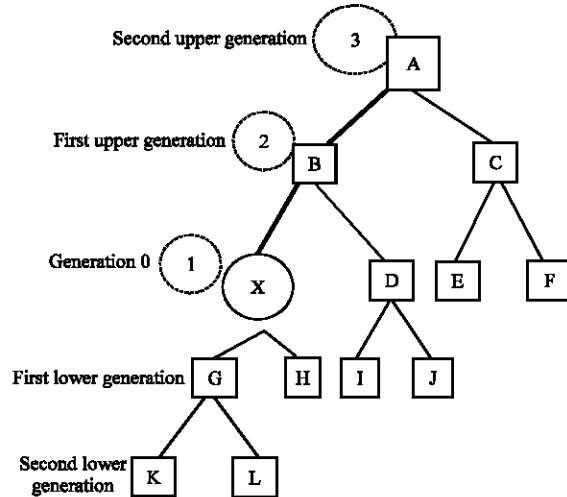 Second upper generation
3
A
First upper generation
2
B
C
Generation 0
1
X
D
E
F
First lower generation
G
H
I
J
Second lower
generation
K
L